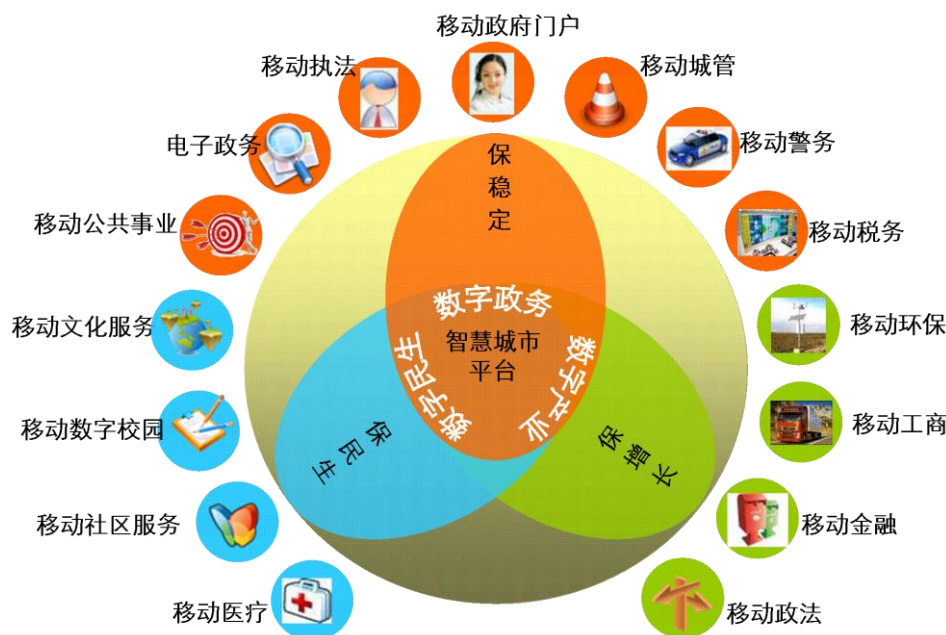 移动政府门户
移动执法
移动城管
电子政务
移动警务
移动公共事业
移动税务
移动文化服务
移动环保
移动数字校园
移动工商
移动社区服务
移动金融
移动医疗
移动政法
保稳定
数字政务
数字民生
数字产业
智慧城市
平台
保民生
保增长